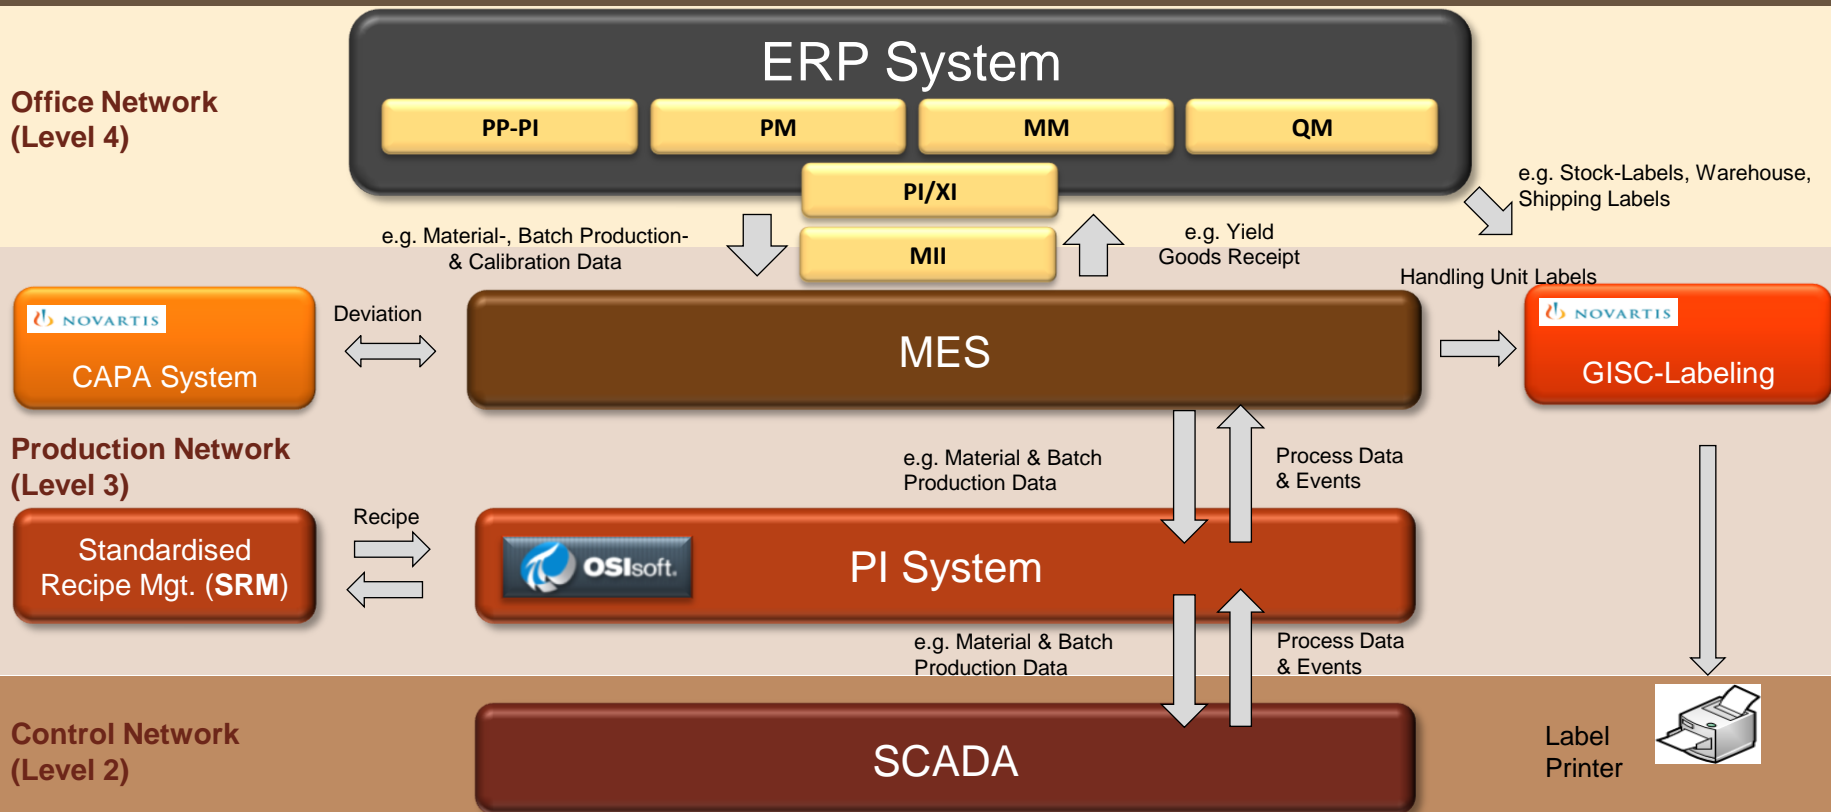 ERP System
Office Network
(Level 4)
PP-PI
PM
MM
QM
PI/XI
MII
e.g. Material-, Batch Production-
& Calibration Data
e.g. Yield
Goods Receipt
e.g. Stock-Labels, Warehouse,
Shipping Labels
Handling Unit Labels
NOVARTIS
CAPA System
Deviation
MES
NOVARTIS
GISC-Labeling
Production Network
(Level 3)
e.g. Material & Batch
Production Data
Process Data
& Events
Standardised
Recipe Mgt. (SRM)
Recipe
OSIsoft.
PI System
e.g. Material & Batch
Production Data
Process Data
& Events
Control Network
(Level 2)
SCADA
Label
Printer